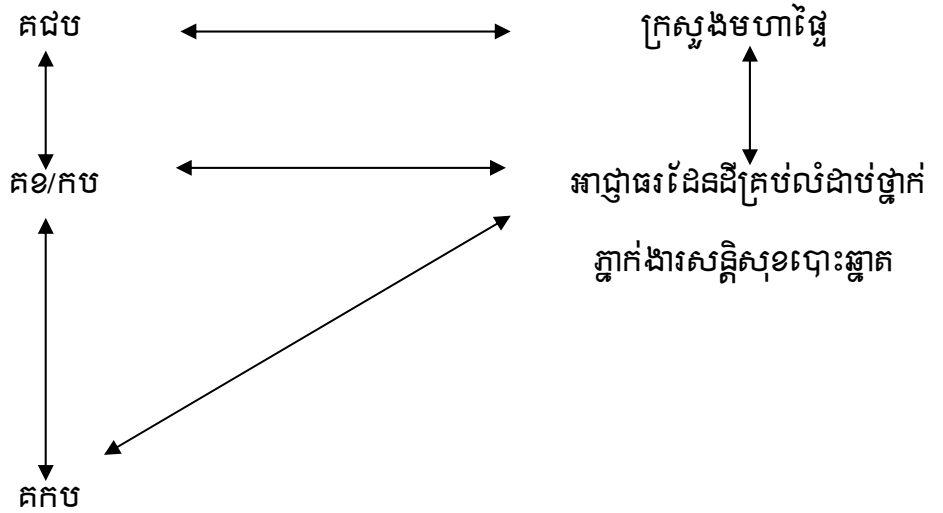 គជប
ក្រសួងមហាផ្ទៃ
គខ/កប
អាជ្ញាធរដែនដីគ្រប់លំដាប់ថ្នាក់
ភ្នាក់ងារសន្តិសុខបោះឆ្នោត
គកប